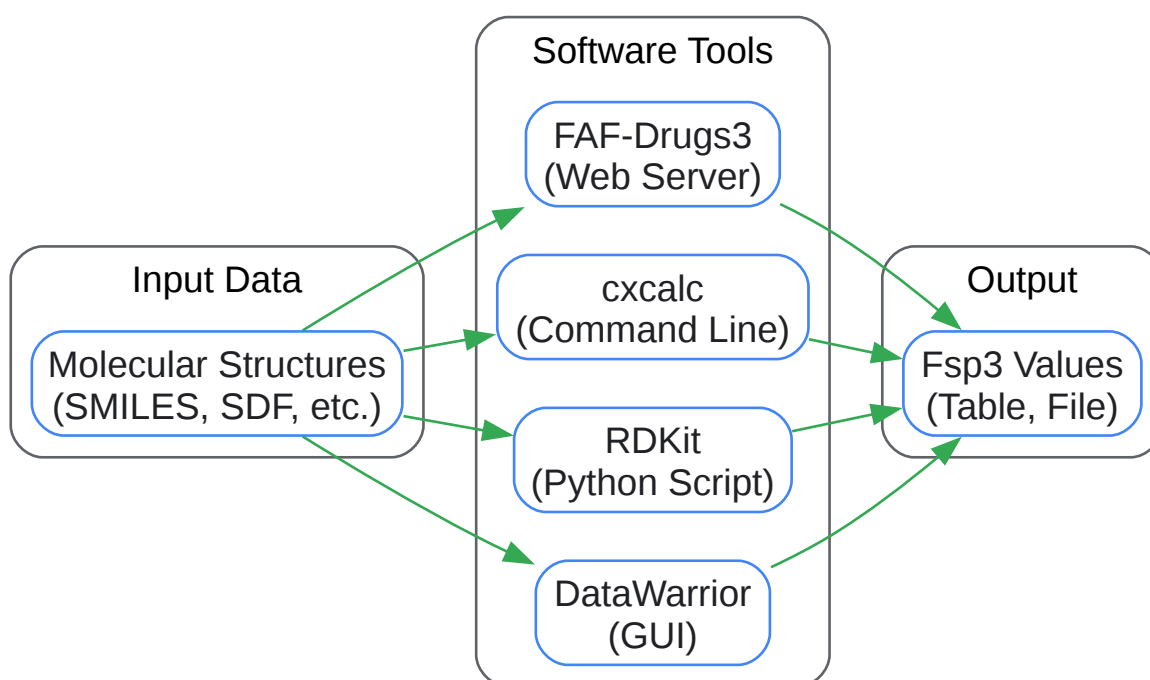 Input Data
Molecular Structures
(SMILES, SDF, etc.)
Software Tools
FAF-Drugs3
(Web Server)
cxcalc
(Command Line)
RDKit
(Python Script)
DataWarrior
(GUI)
Output
Fsp3 Values
(Table, File)